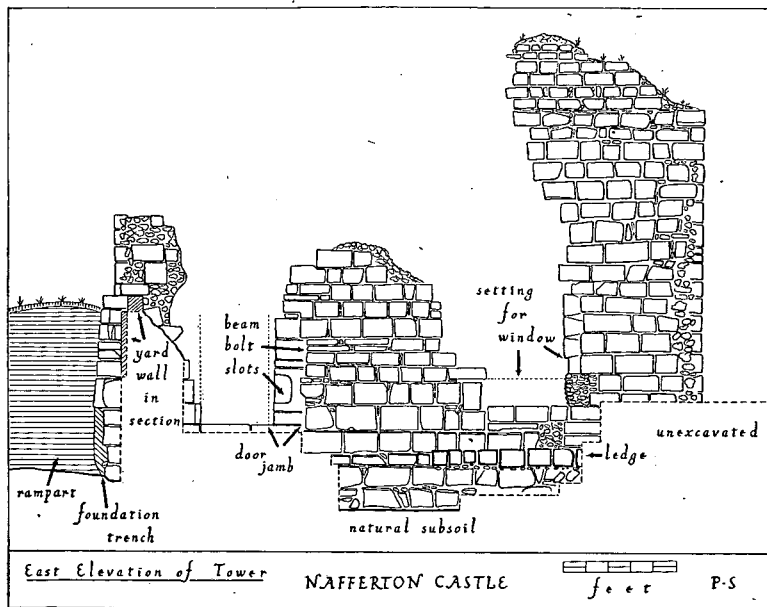 setting
for
window
beam
bolt
slots
yard
wall
in
section
door
jamb
unexcavated
ledge
rampart
foundation
trench
natural subsoil
East Elevation of Tower
NAFFERTON CASTLE
feet
P-S